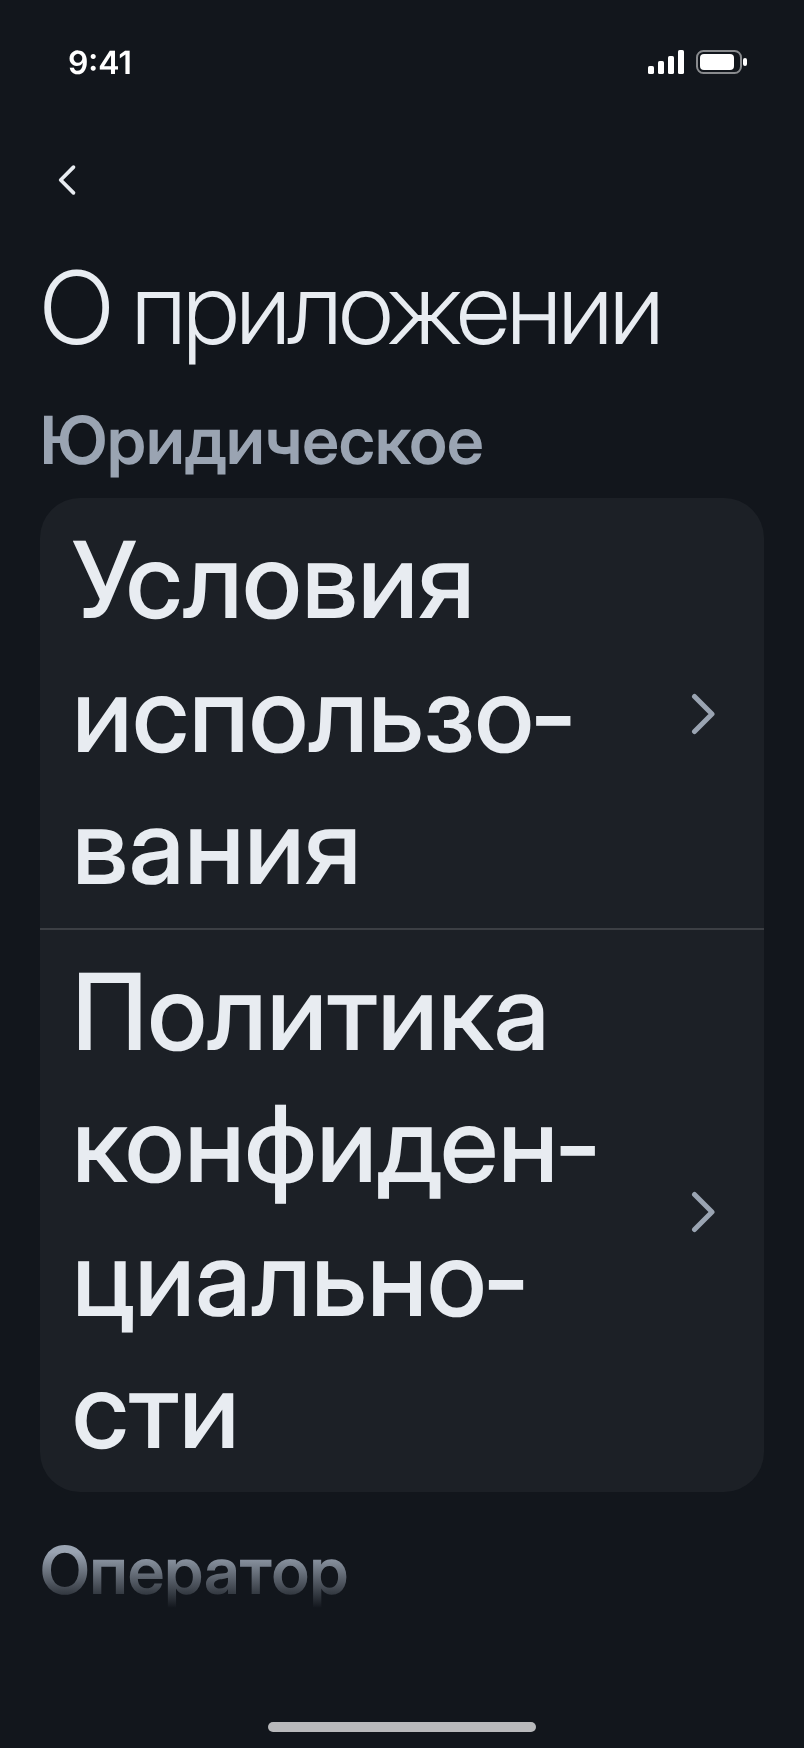 9:41
О приложении
Юридическое
Условия
использо-
вания
Политика
конфиден-
циально-
сти
Оператор